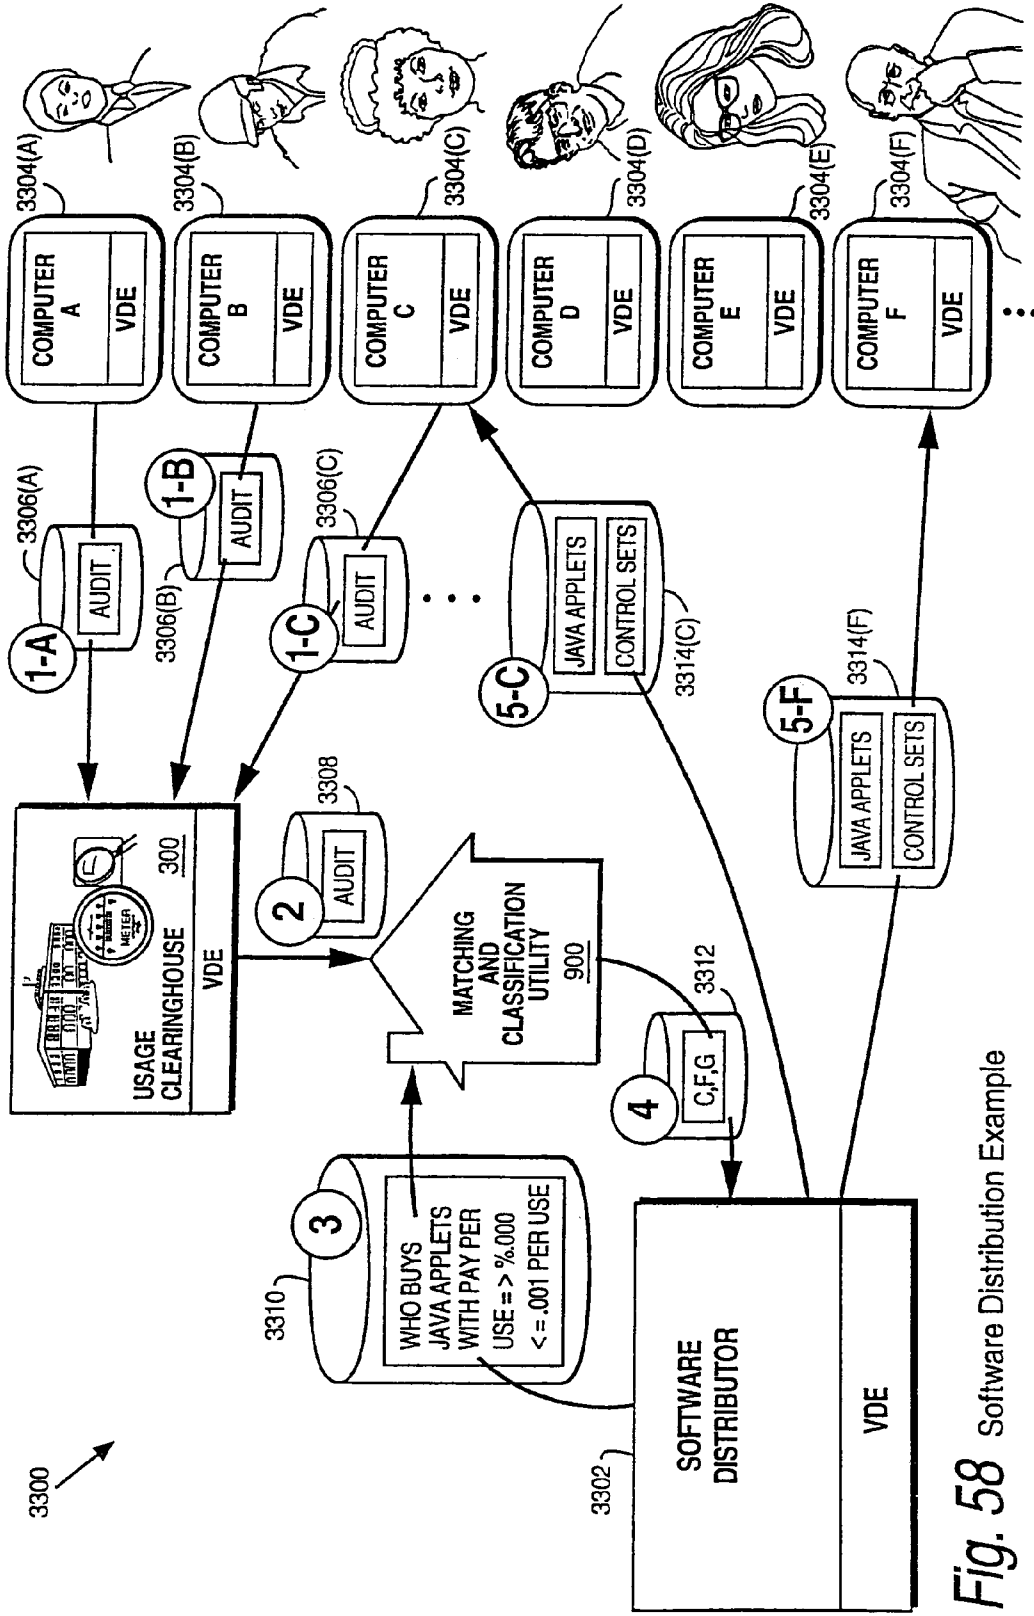 3300
3302
SOFTWARE
DISTRIBUTOR
VDE
3310
3
WHO BUYS
JAVA APPLETS
WITH PAY PER
USE = > %.000
< = .001 PER USE
USAGE
CLEARINGHOUSE
300
METER
VDE
2
3308
AUDIT
MATCHING
AND
CLASSIFICATION
UTILITY
900
4
3312
C,F,G
1-A
3306(A)
AUDIT
1-B
3306(B)
AUDIT
1-C
3306(C)
AUDIT
5-C
JAVA APPLETS
CONTROL SETS
3314(C)
5-F
JAVA APPLETS
CONTROL SETS
3314(F)
COMPUTER
A
VDE
3304(A)
COMPUTER
B
VDE
3304(B)
COMPUTER
C
VDE
3304(C)
COMPUTER
D
VDE
3304(D)
COMPUTER
E
VDE
3304(E)
COMPUTER
F
VDE
3304(F)
Fig. 58 Software Distribution Example